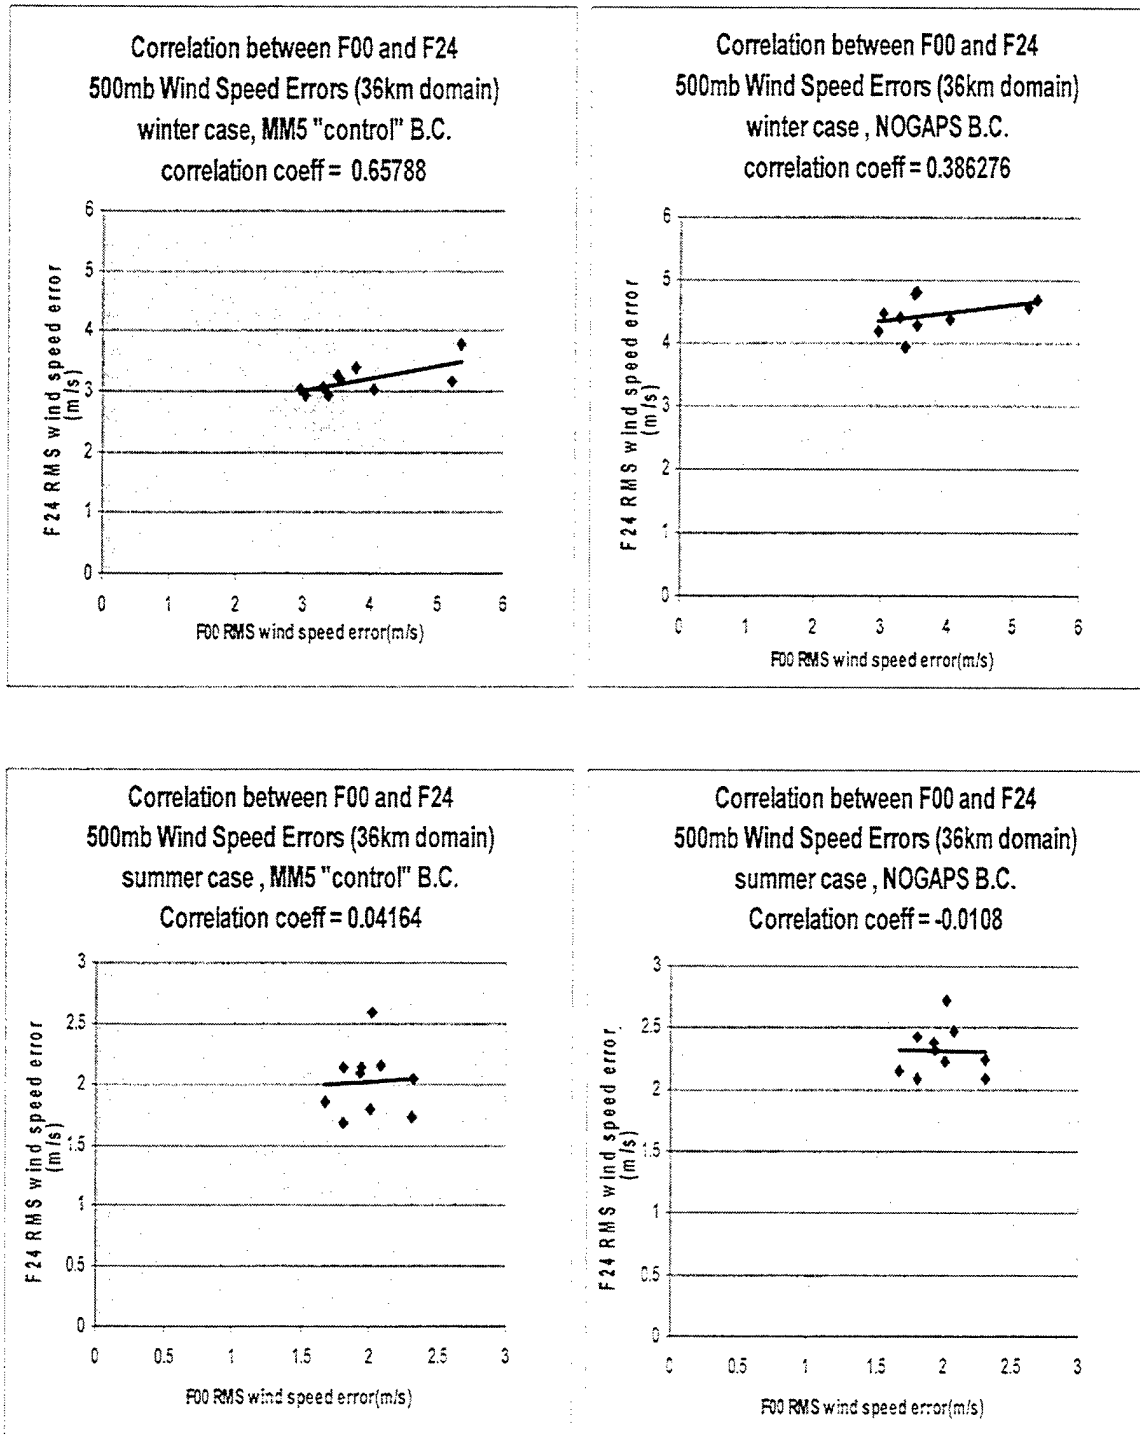 Correlation between F00 and F24
500mb Wind Speed Errors (36km domain)
winter case, MM5 "control" B.C.
correlation coeff = 0.65788
6
5
4
3
2
1
0
F24 RMS wind speed error
(m/s)
0 1 2 3 4 5 6
F00 RMS wind speed error(m/s)
Correlation between F00 and F24
500mb Wind Speed Errors (36km domain)
winter case , NOGAPS B.C.
correlation coeff = 0.386276
6
5
4
3
2
1
0
F24 RMS wind speed error
(m/s)
0 1 2 3 4 5 6
F00 RMS wind speed error(m/s)
Correlation between F00 and F24
500mb Wind Speed Errors (36km domain)
summer case , MM5 "control" B.C.
Correlation coeff = 0.04164
3
2.5
2
1.5
1
0.5
0
F24 RMS wind speed error
(m/s)
0 0.5 1 1.5 2 2.5 3
F00 RMS wind speed error(m/s)
Correlation between F00 and F24
500mb Wind Speed Errors (36km domain)
summer case , NOGAPS B.C.
Correlation coeff = -0.0108
3
2.5
2
1.5
1
0.5
0
F24 RMS wind speed error
(m/s)
0 0.5 1 1.5 2 2.5 3
F00 RMS wind speed error(m/s)